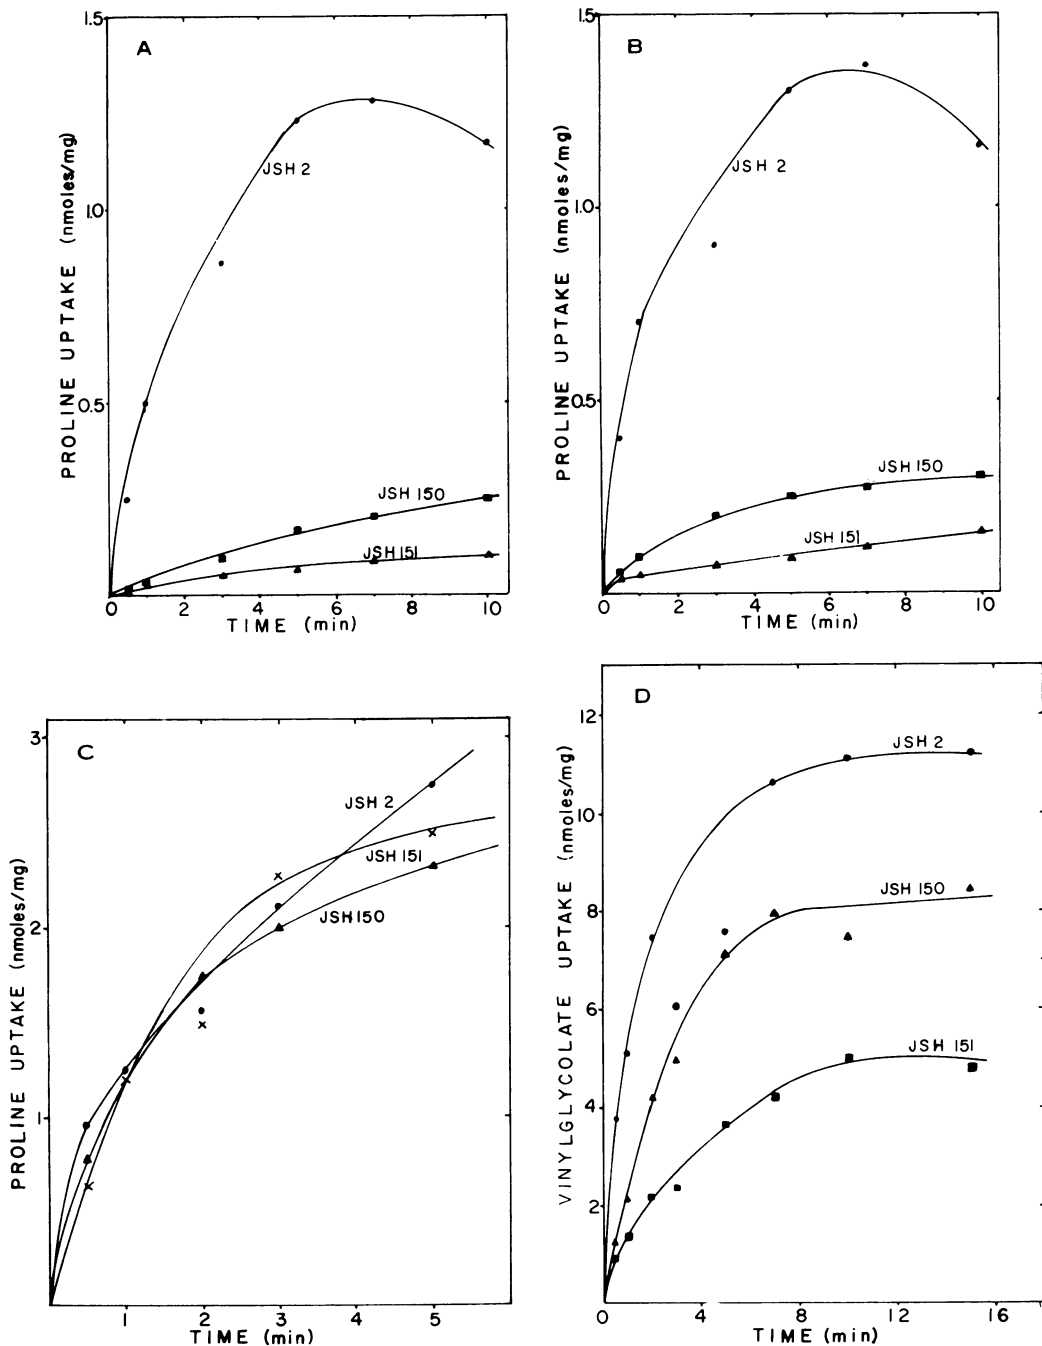 A
1.5
1.0
0.5
PROLINE UPTAKE (nmoles/mg)
JSH 2
JSH 150
JSH 151
0 2 4 6 8 10
TIME (min)
B
1.5
1.0
0.5
PROLINE UPTAKE (nmoles/mg)
JSH 2
JSH 150
JSH 151
0 2 4 6 8 10
TIME (min)
C
3
2
1
PROLINE UPTAKE (nmoles/mg)
JSH 2
JSH 151
JSH 150
1 2 3 4 5
TIME (min)
D
12
10
8
6
4
2
VINYLGLYCOLATE UPTAKE (nmoles/mg)
JSH 2
JSH 150
JSH 151
0 4 8 12 16
TIME (min)